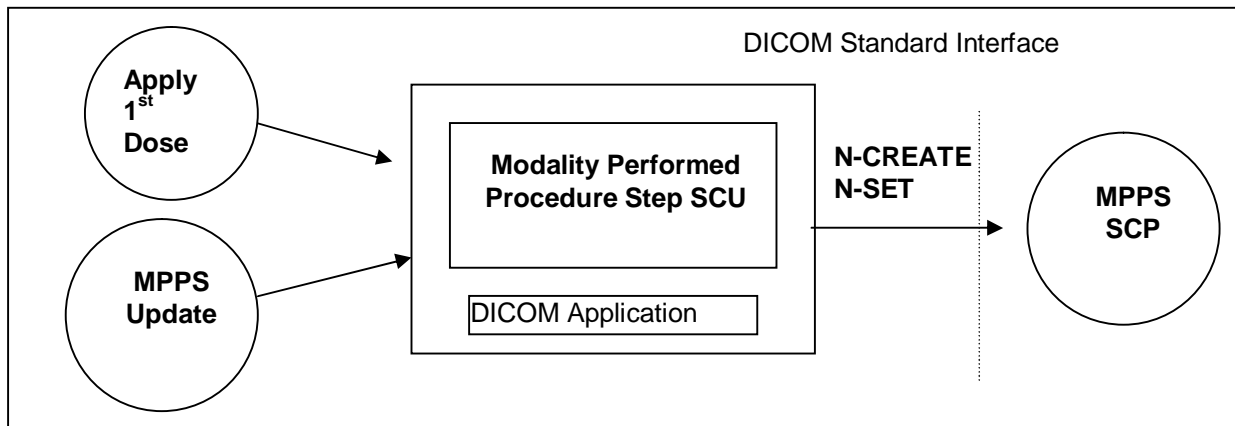 DICOM Standard Interface
Apply
1st
Dose
Modality Performed
Procedure Step SCU
N-CREATE
N-SET
MPPS
SCP
MPPS
Update
DICOM Application